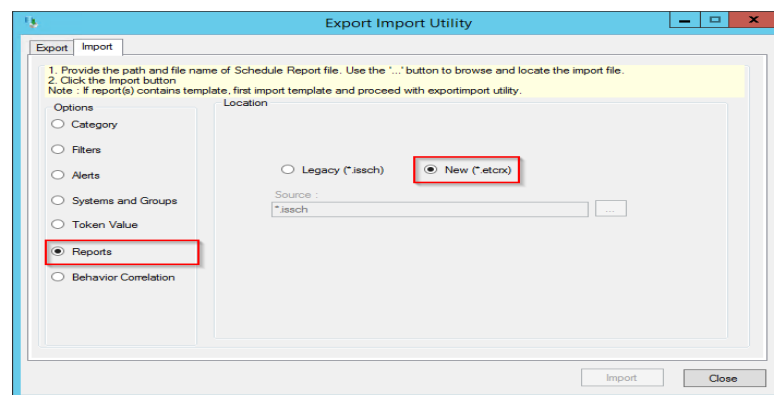 Export Import Utility
Export Import
1. Provide the path and file name of Schedule Report file. Use the '...' button to browse and locate the import file.
2. Click the Import button
Note : If report(s) contains template, first import template and proceed with exportimport utility.
Options
Location
Category
Filters
Alerts
Legacy (*.issch) New (*.etcrx)
Systems and Groups
Source :
*.issch ...
Token Value
Reports
Behavior Correlation
Import Close